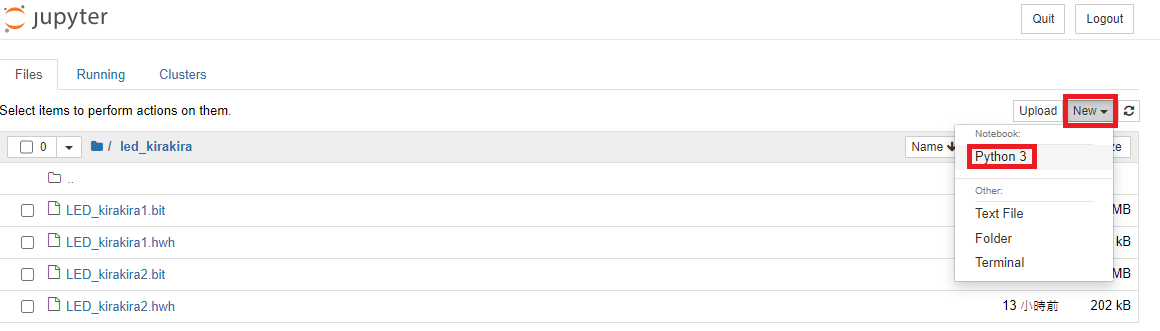 jupyter
Quit
Logout
Files
Running
Clusters
Select items to perform actions on them.
Upload
New
0
/ led_kirakira
Name
Notebook:
Python 3
Other:
Text File
Folder
Terminal
..
LED_kirakira1.bit
MB
LED_kirakira1.hwh
kB
LED_kirakira2.bit
MB
LED_kirakira2.hwh
13 小時前
202 kB